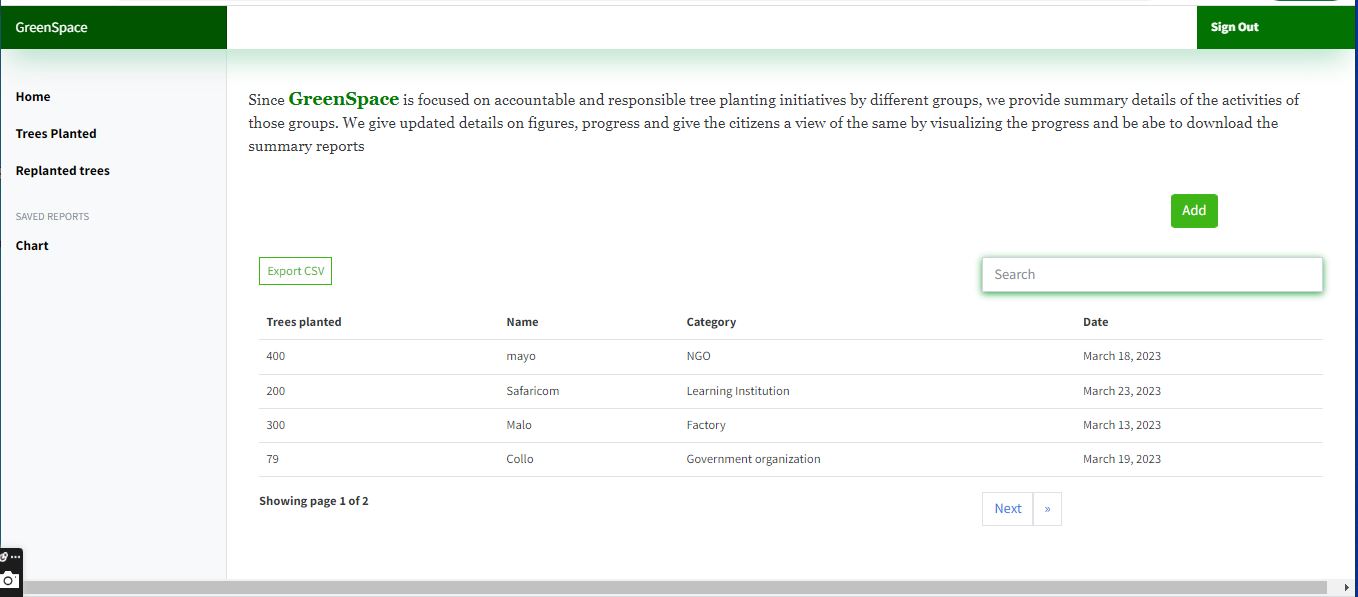 GreenSpace
Sign Out
Home
Trees Planted
Replanted trees
SAVED REPORTS
Chart
Since GreenSpace is focused on accountable and responsible tree planting initiatives by different groups, we provide summary details of the activities of
those groups. We give updated details on figures, progress and give the citizens a view of the same by visualizing the progress and be abe to download the
summary reports
Add
Export CSV
Search
Trees planted Name Category Date
400 mayo NGO March 18, 2023
200 Safaricom Learning Institution March 23, 2023
300 Malo Factory March 13, 2023
79 Collo Government organization March 19, 2023
Showing page 1 of 2
Next »